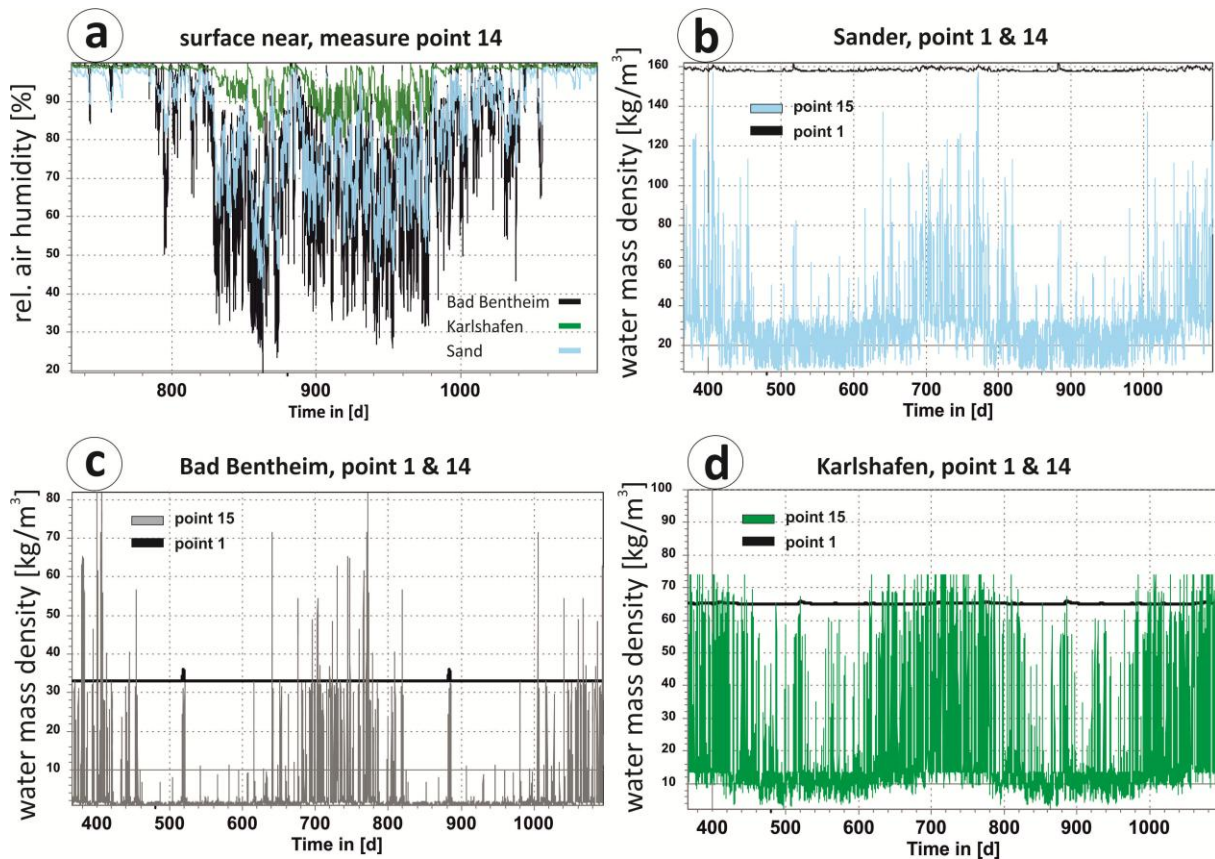 a
surface near, measure point 14
rel. air humidity [%]
90
80
70
60
50
40
30
20
Bad Bentheim
Karlshafen
Sand
800
900
1000
Time in [d]
b
Sander, point 1 & 14
water mass density [kg/m³]
160
140
120
100
80
60
40
20
point 15
point 1
400
500
600
700
800
900
1000
Time in [d]
c
Bad Bentheim, point 1 & 14
water mass density [kg/m³]
80
70
60
50
40
30
20
10
point 15
point 1
400
500
600
700
800
900
1000
Time in [d]
d
Karlshafen, point 1 & 14
water mass density [kg/m³]
100
90
80
70
60
50
40
30
20
10
point 15
point 1
400
500
600
700
800
900
1000
Time in [d]